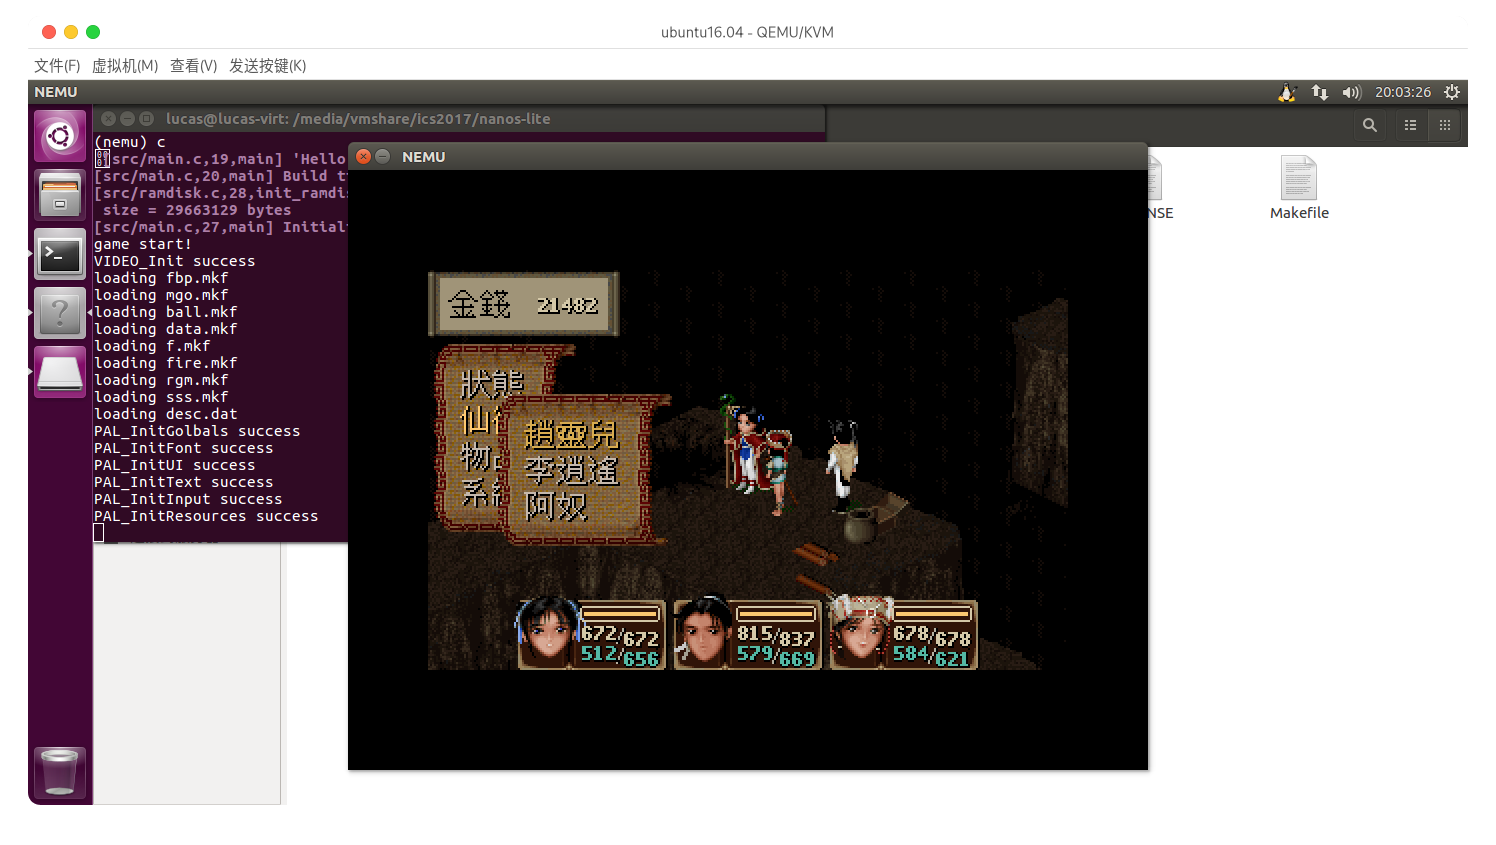 ubuntu16.04 - QEMU/KVM
文件(F) 虚拟机(M) 查看(V) 发送按键(K)
NEMU
20:03:26
lucas@lucas-virt: /media/vmshare/ics2017/nanos-lite
(nemu) c
src/main.c,19,main] 'Hello
[src/main.c,20,main] Build t
[src/ramdisk.c,28,init_ramdis
size = 29663129 bytes
[src/main.c,27,main] Initial
game start!
VIDEO_Init success
loading fbp.mkf
loading mgo.mkf
loading ball.mkf
loading data.mkf
loading f.mkf
loading fire.mkf
loading rgm.mkf
loading sss.mkf
loading desc.dat
PAL_InitGolbals success
PAL_InitFont success
PAL_InitUI success
PAL_InitText success
PAL_InitInput success
PAL_InitResources success
NEMU
金錢 21482
狀態
仙
物
系
趙靈兒
李逍遙
阿奴
672/672
512/656
815/837
579/669
678/678
584/621
NSE
Makefile